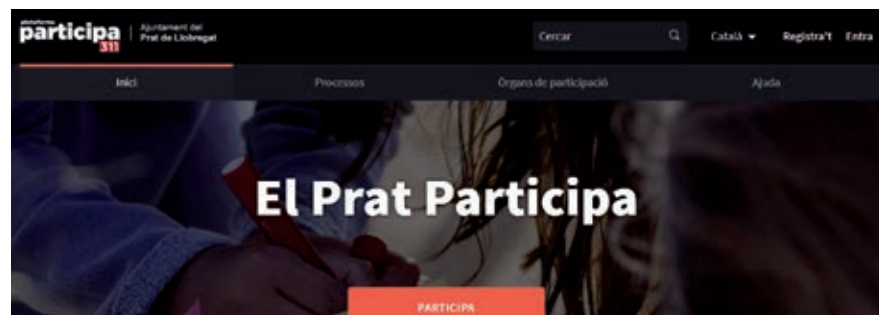 plataforma
participa
311
Ajuntament del
Prat de Llobregat
Cercar
Català
Registra't
Entra
Inici
Processos
Òrgans de participació
Ajuda
El Prat Participa
PARTICIPA